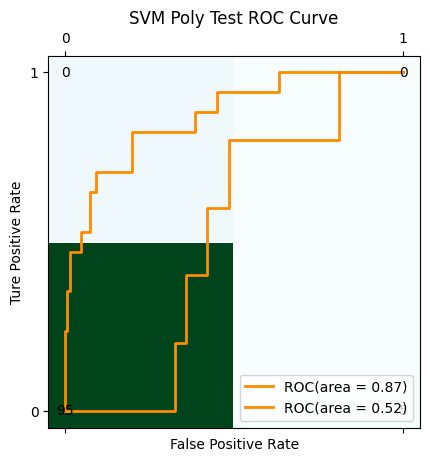 SVM Poly Test ROC Curve
0 1
1
0 0
Ture Positive Rate
ROC(area = 0.87)
ROC(area = 0.52)
0
95
False Positive Rate